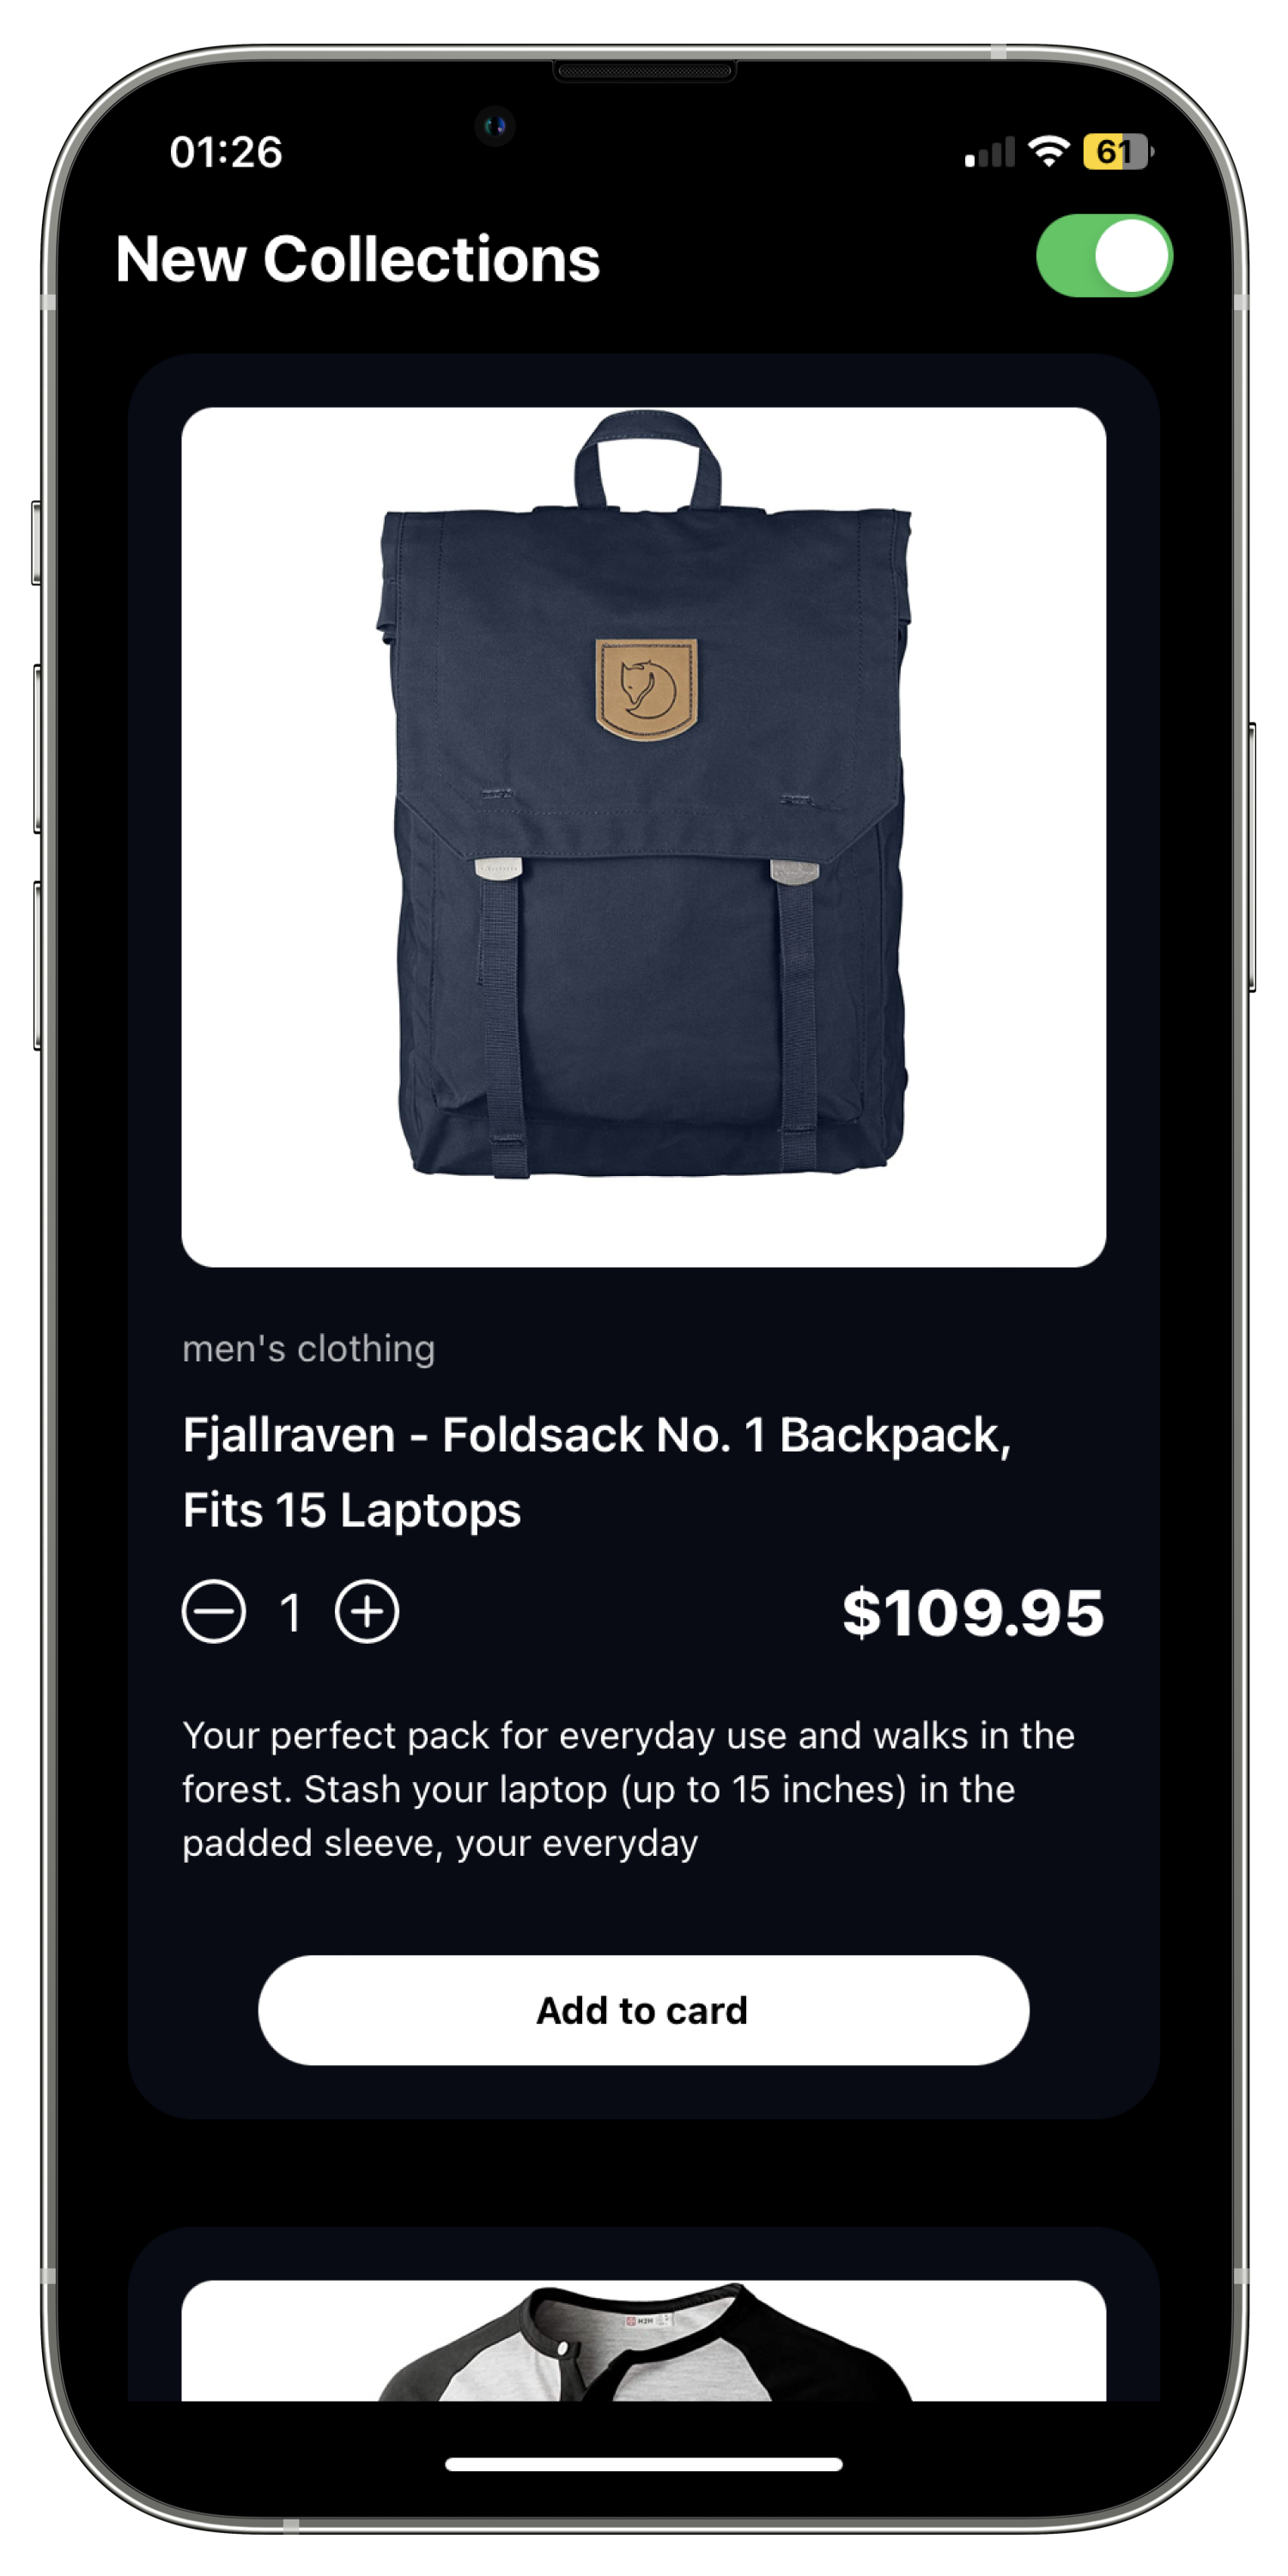 01:26
61
New Collections
men's clothing
Fjallraven - Foldsack No. 1 Backpack,
Fits 15 Laptops
1
$109.95
Your perfect pack for everyday use and walks in the
forest. Stash your laptop (up to 15 inches) in the
padded sleeve, your everyday
Add to card
H2H